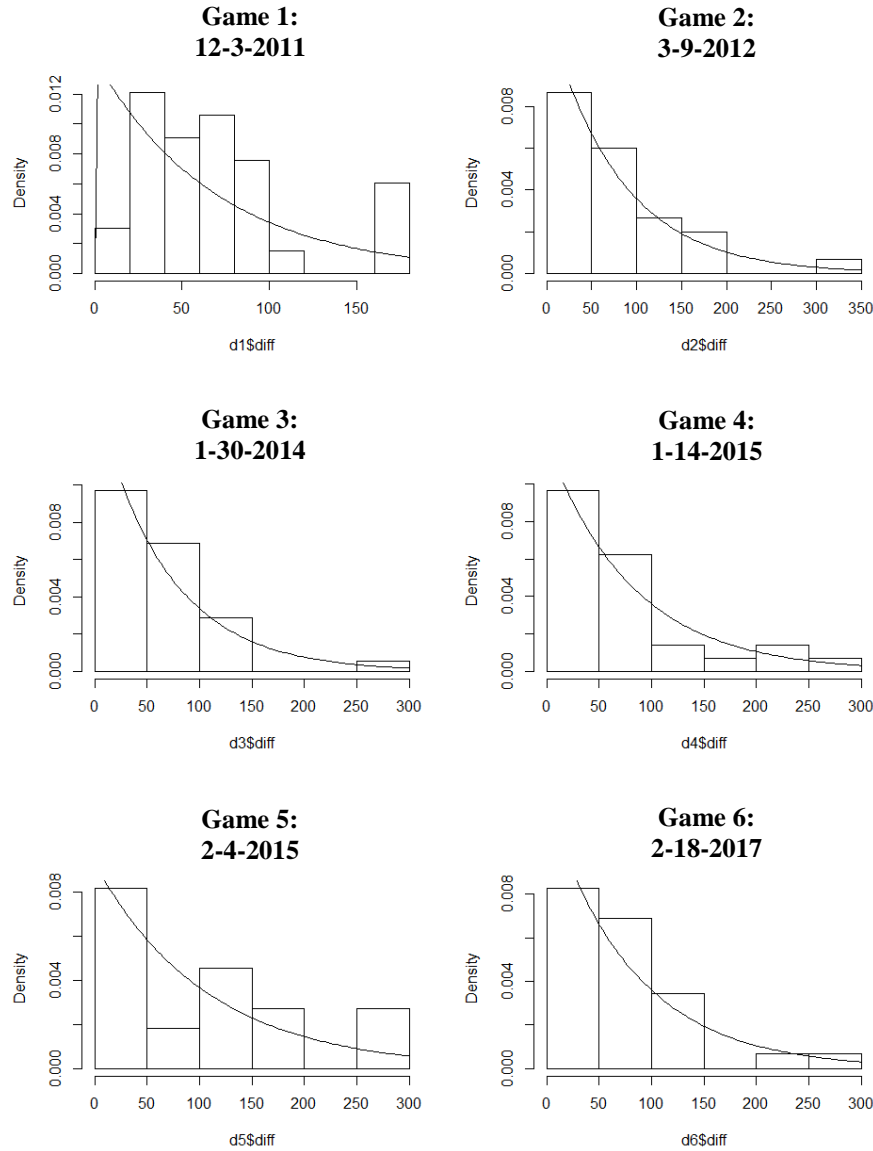 Game 1:
12-3-2011
Density
0.000 0.004 0.008 0.012
0 50 100 150
d1$diff
Game 2:
3-9-2012
Density
0.000 0.004 0.008
0 50 100 150 200 250 300 350
d2$diff
Game 3:
1-30-2014
Density
0.000 0.004 0.008
0 50 100 150 200 250 300
d3$diff
Game 4:
1-14-2015
Density
0.000 0.004 0.008
0 50 100 150 200 250 300
d4$diff
Game 5:
2-4-2015
Density
0.000 0.004 0.008
0 50 100 150 200 250 300
d5$diff
Game 6:
2-18-2017
Density
0.000 0.004 0.008
0 50 100 150 200 250 300
d6$diff